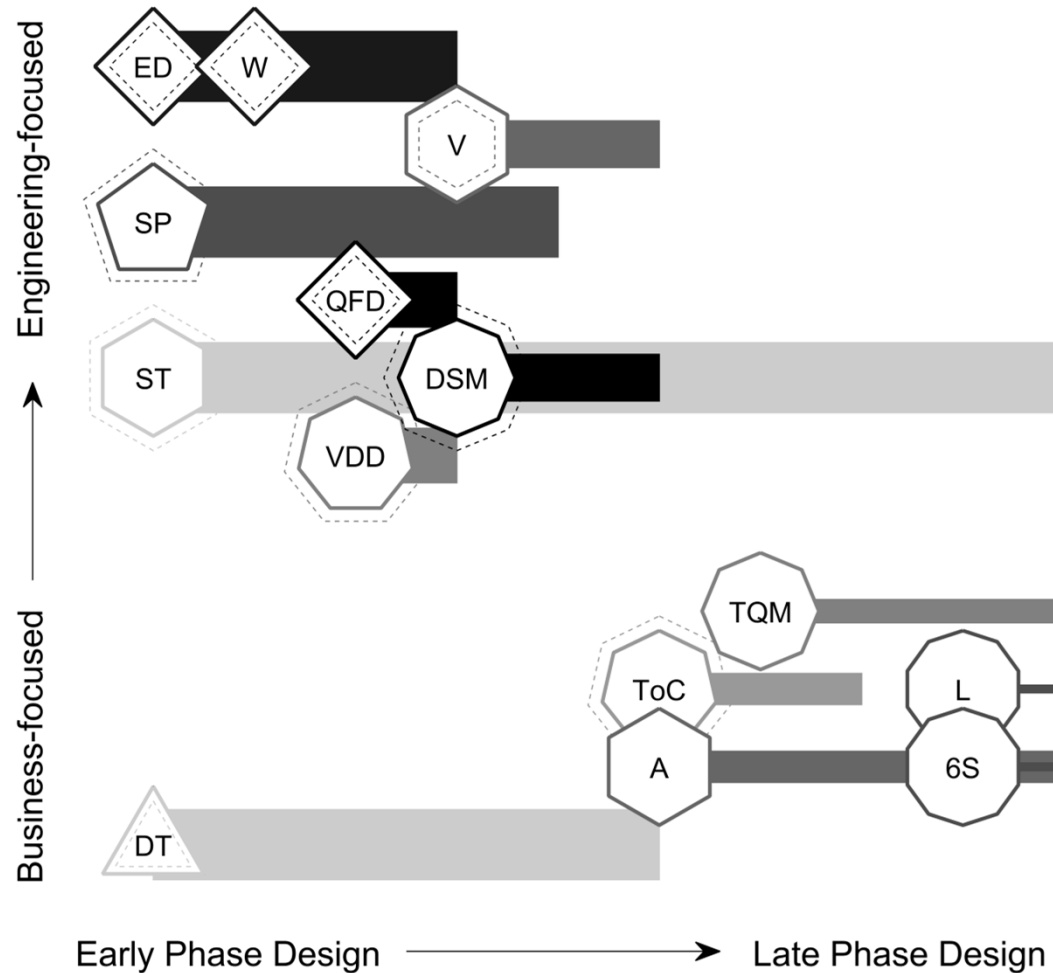 Engineering-focused
Business-focused
ED
W
V
SP
QFD
ST
DSM
VDD
TQM
ToC
L
A
6S
DT
Early Phase Design
Late Phase Design